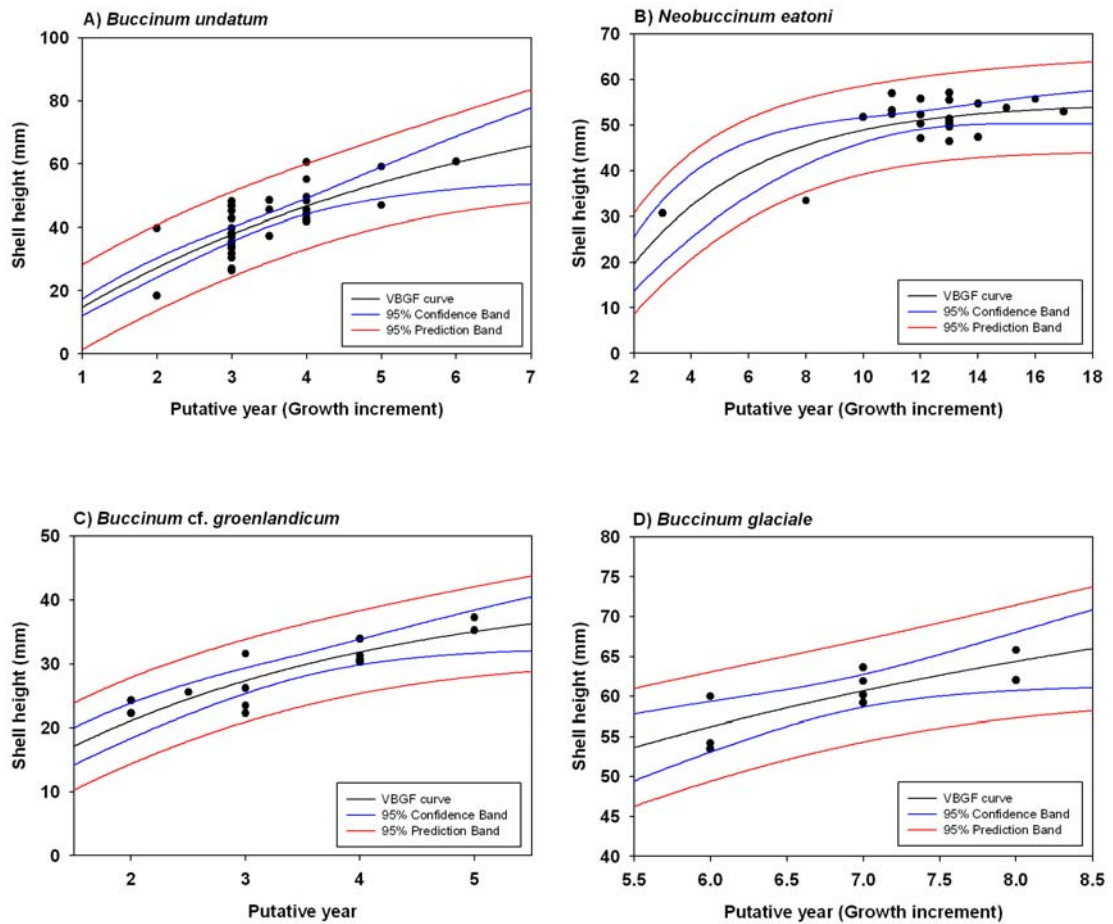 A) Buccinum undatum
100
80
60
40
20
0
Shell height (mm)
1 2 3 4 5 6 7
Putative year (Growth increment)
VBGF curve
95% Confidence Band
95% Prediction Band
B) Neobuccinum eatoni
70
60
50
40
30
20
10
0
Shell height (mm)
2 4 6 8 10 12 14 16 18
Putative year (Growth increment)
VBGF curve
95% Confidence Band
95% Prediction Band
C) Buccinum cf. groenlandicum
50
40
30
20
10
0
Shell height (mm)
2 3 4 5
Putative year
VBGF curve
95% Confidence Band
95% Prediction Band
D) Buccinum glaciale
80
75
70
65
60
55
50
45
40
Shell height (mm)
5.5 6.0 6.5 7.0 7.5 8.0 8.5
Putative year (Growth increment)
VBGF curve
95% Confidence Band
95% Prediction Band